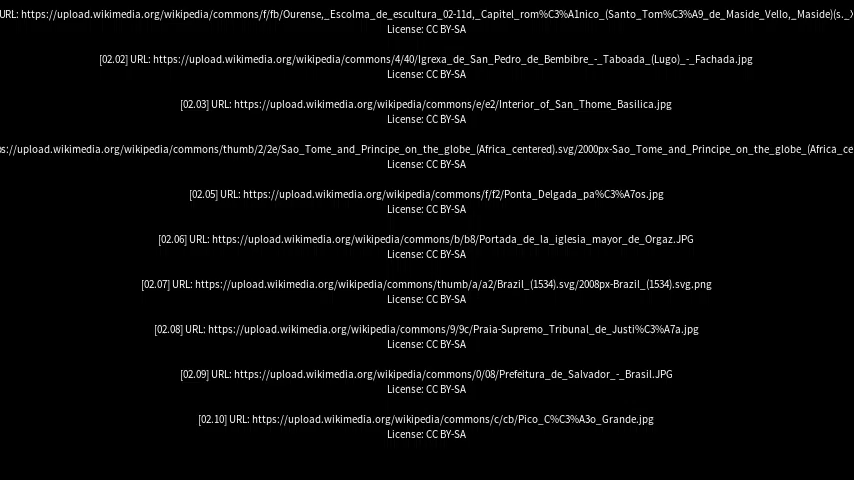 URL: https://upload.wikimedia.org/wikipedia/commons/f/fb/Ourense,_Escolma_de_escultura_02-11d,_Capitel_rom%C3%A1nico_(Santo_Tom%C3%A9_de_Maside_Vello,_Maside)(s._X
License: CC BY-SA
[02.02] URL: https://upload.wikimedia.org/wikipedia/commons/4/40/Igrexa_de_San_Pedro_de_Bembibre_-_Taboada_(Lugo)_-_Fachada.jpg
License: CC BY-SA
[02.03] URL: https://upload.wikimedia.org/wikipedia/commons/e/e2/Interior_of_San_Thome_Basilica.jpg
License: CC BY-SA
ps://upload.wikimedia.org/wikipedia/commons/thumb/2/2e/Sao_Tome_and_Principe_on_the_globe_(Africa_centered).svg/2000px-Sao_Tome_and_Principe_on_the_globe_(Africa_ce
License: CC BY-SA
[02.05] URL: https://upload.wikimedia.org/wikipedia/commons/f/f2/Ponta_Delgada_pa%C3%A7os.jpg
License: CC BY-SA
[02.06] URL: https://upload.wikimedia.org/wikipedia/commons/b/b8/Portada_de_la_iglesia_mayor_de_Orgaz.JPG
License: CC BY-SA
[02.07] URL: https://upload.wikimedia.org/wikipedia/commons/thumb/a/a2/Brazil_(1534).svg/2008px-Brazil_(1534).svg.png
License: CC BY-SA
[02.08] URL: https://upload.wikimedia.org/wikipedia/commons/9/9c/Praia-Supremo_Tribunal_de_Justi%C3%A7a.jpg
License: CC BY-SA
[02.09] URL: https://upload.wikimedia.org/wikipedia/commons/0/08/Prefeitura_de_Salvador_-_Brasil.JPG
License: CC BY-SA
[02.10] URL: https://upload.wikimedia.org/wikipedia/commons/c/cb/Pico_C%C3%A3o_Grande.jpg
License: CC BY-SA